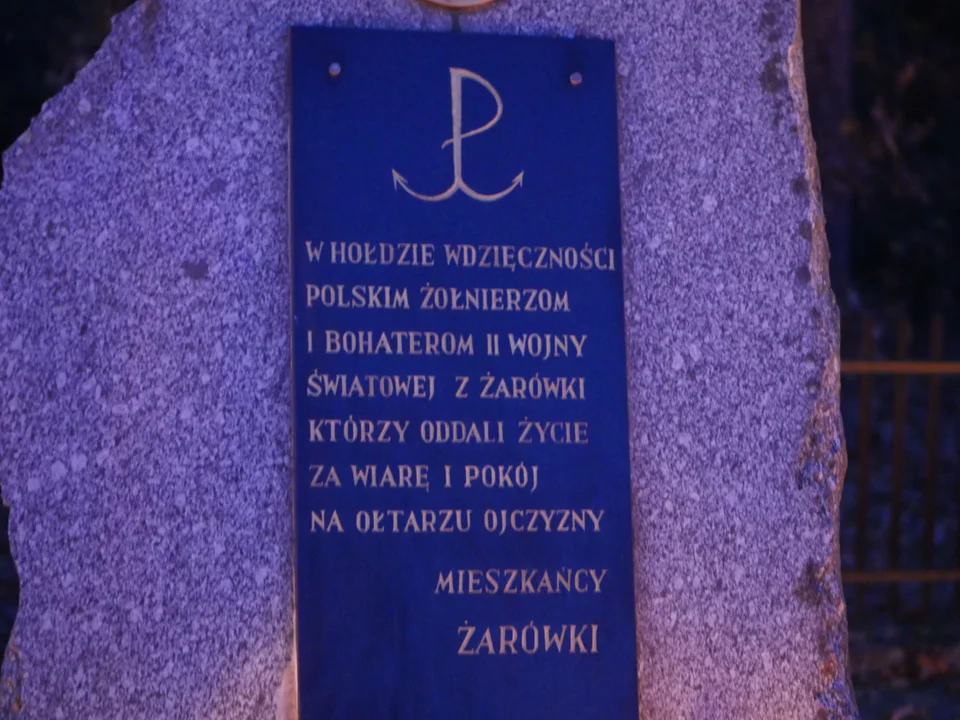 W HOŁDZIE WDZIĘCZNOŚCI
POLSKIM ŻOŁNIERZOM
I BOHATEROM II WOJNY
ŚWIATOWEJ Z ŻARÓWKI
KTÓRZY ODDALI ŻYCIE
ZA WIARĘ I POKÓJ
NA OŁTARZU OJCZYZNY
MIESZKAŃCY
ŻARÓWKI